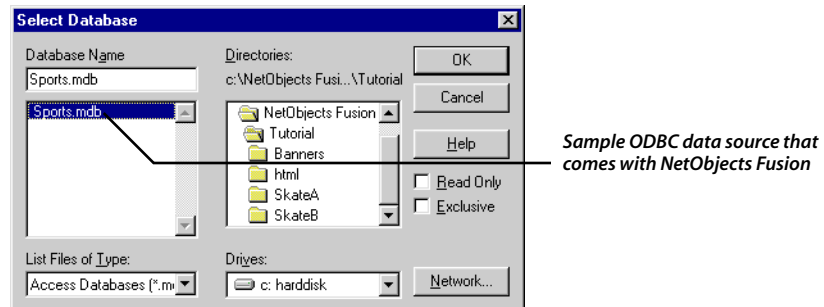 Select Database
Database Name
Sports.mdb
Sports.mdb
List Files of Type:
Access Databases (*.m
Directories:
c:\NetObjects Fusi...\Tutorial
NetObjects Fusion
Tutorial
Banners
html
SkateA
SkateB
Drives:
c: harddisk
OK
Cancel
Help
Read Only
Exclusive
Network...
Sample ODBC data source that
comes with NetObjects Fusion